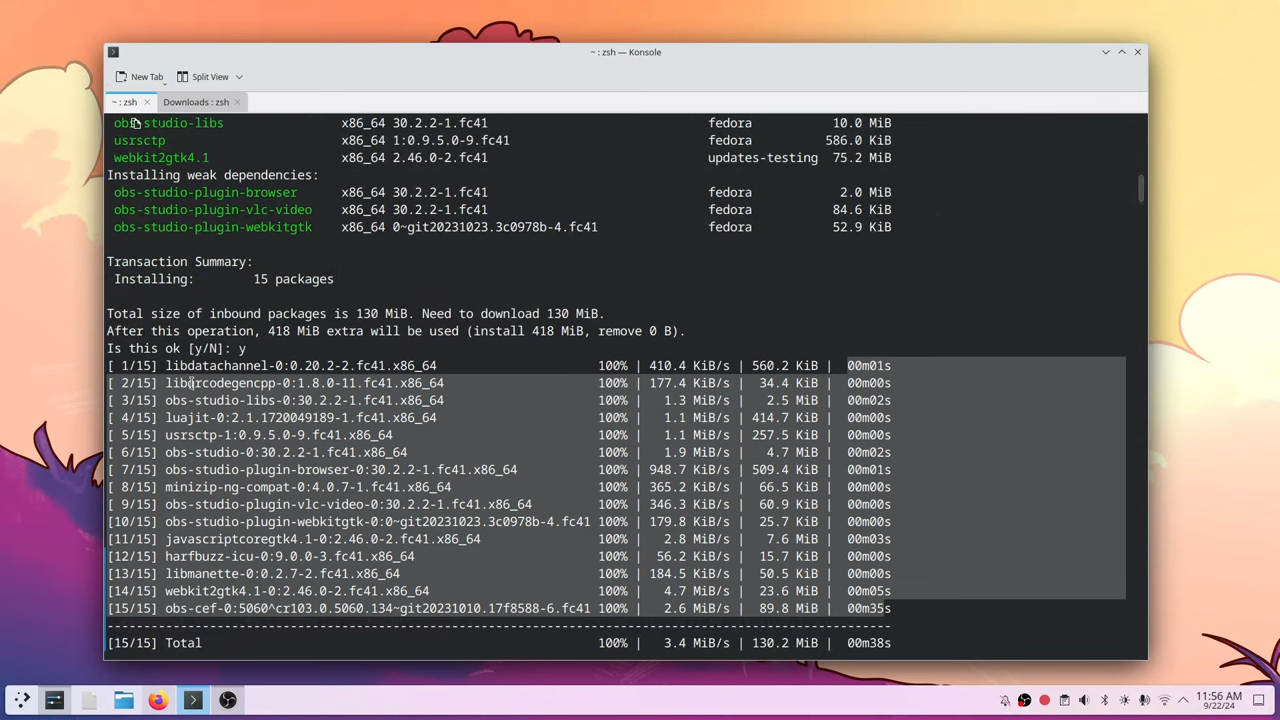 ~ : zsh — Konsole
New Tab Split View
~ : zsh Downloads : zsh
obs-studio-libs x86_64 30.2.2-1.fc41 fedora 10.0 MiB
usrsctp x86_64 1:0.9.5.0-9.fc41 fedora 586.0 KiB
webkit2gtk4.1 x86_64 2.46.0-2.fc41 updates-testing 75.2 MiB
Installing weak dependencies:
obs-studio-plugin-browser x86_64 30.2.2-1.fc41 fedora 2.0 MiB
obs-studio-plugin-vlc-video x86_64 30.2.2-1.fc41 fedora 84.6 KiB
obs-studio-plugin-webkitgtk x86_64 0~git20231023.3c0978b-4.fc41 fedora 52.9 KiB
Transaction Summary:
Installing: 15 packages
Total size of inbound packages is 130 MiB. Need to download 130 MiB.
After this operation, 418 MiB extra will be used (install 418 MiB, remove 0 B).
Is this ok [y/N]: y
[ 1/15] libdatachannel-0:0.20.2-2.fc41.x86_64 100% | 410.4 KiB/s | 560.2 KiB | 00m01s
[ 2/15] libqrcodegencpp-0:1.8.0-11.fc41.x86_64 100% | 177.4 KiB/s | 34.4 KiB | 00m00s
[ 3/15] obs-studio-libs-0:30.2.2-1.fc41.x86_64 100% | 1.3 MiB/s | 2.5 MiB | 00m02s
[ 4/15] luajit-0:2.1.1720049189-1.fc41.x86_64 100% | 1.1 MiB/s | 414.7 KiB | 00m00s
[ 5/15] usrsctp-1:0.9.5.0-9.fc41.x86_64 100% | 1.1 MiB/s | 257.5 KiB | 00m00s
[ 6/15] obs-studio-0:30.2.2-1.fc41.x86_64 100% | 1.9 MiB/s | 4.7 MiB | 00m02s
[ 7/15] obs-studio-plugin-browser-0:30.2.2-1.fc41.x86_64 100% | 948.7 KiB/s | 509.4 KiB | 00m01s
[ 8/15] minizip-ng-compat-0:4.0.7-1.fc41.x86_64 100% | 365.2 KiB/s | 66.5 KiB | 00m00s
[ 9/15] obs-studio-plugin-vlc-video-0:30.2.2-1.fc41.x86_64 100% | 346.3 KiB/s | 60.9 KiB | 00m00s
[10/15] obs-studio-plugin-webkitgtk-0:0~git20231023.3c0978b-4.fc41 100% | 179.8 KiB/s | 25.7 KiB | 00m00s
[11/15] javascriptcoregtk4.1-0:2.46.0-2.fc41.x86_64 100% | 2.8 MiB/s | 7.6 MiB | 00m03s
[12/15] harfbuzz-icu-0:9.0.0-3.fc41.x86_64 100% | 56.2 KiB/s | 15.7 KiB | 00m00s
[13/15] libmanette-0:0.2.7-2.fc41.x86_64 100% | 184.5 KiB/s | 50.5 KiB | 00m00s
[14/15] webkit2gtk4.1-0:2.46.0-2.fc41.x86_64 100% | 4.7 MiB/s | 23.6 MiB | 00m05s
[15/15] obs-cef-0:5060^cr103.0.5060.134~git20231010.17f8588-6.fc41 100% | 2.6 MiB/s | 89.8 MiB | 00m35s
--------------------------------------------------------------------------------------------------------------
[15/15] Total 100% | 3.4 MiB/s | 130.2 MiB | 00m38s
11:56 AM
9/22/24